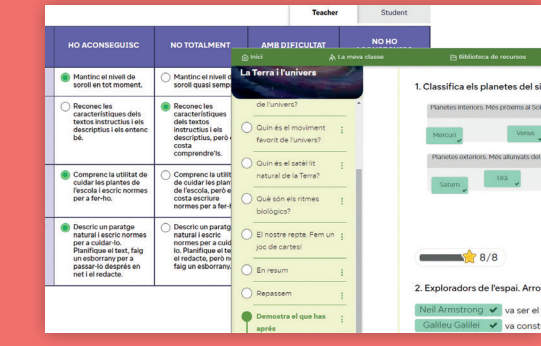 Teacher
Student
HO ACONSEGUISC
NO TOTALMENT
AMB DIFICULTAT
NO HO
Mantinc el nivell de
soroll en tot moment.
Mantinc el nivell d
soroll quasi semp
Reconec les
característiques dels
textos instructius i els
descriptius i els entenc
bé.
Reconec les
característiques
dels textos
instructius i els
descriptius, però
costa
comprendre'ls.
Comprenc la utilitat de
cuidar les plantes de
l'escola i escric normes
per a fer-ho.
Comprenc la utilit
de cuidar les plan
de l'escola, però e
costa escriure
normes per a fer-
Descric un paratge
natural i escric normes
per a cuidar-lo.
Planifique el text, faig
un esborrany per a
passar-lo després en
net i el redacte.
Descric un paratg
natural i escric
normes per a cuid
lo. Planifique el te
el redacte, però n
faig un esborrany.
Inici
La meva classe
Biblioteca de recursos
La Terra i l'univers
de l'univers?
Quin és el moviment
favorit de l'univers?
Quin és el satèl·lit
natural de la Terra?
Què són els ritmes
biològics?
El nostre repte. Fem un
joc de cartes!
En resum
Repassem
Demostra el que has
aprés
1. Classifica els planetes del si
Planetes interiors. Més pròxims al Sol
Mercuri
Venus
Planetes exteriors. Més allunyats del
Saturn
Urà
8/8
2. Exploradors de l'espai. Arro
Neil Armstrong va ser el
Galileu Galilei va const